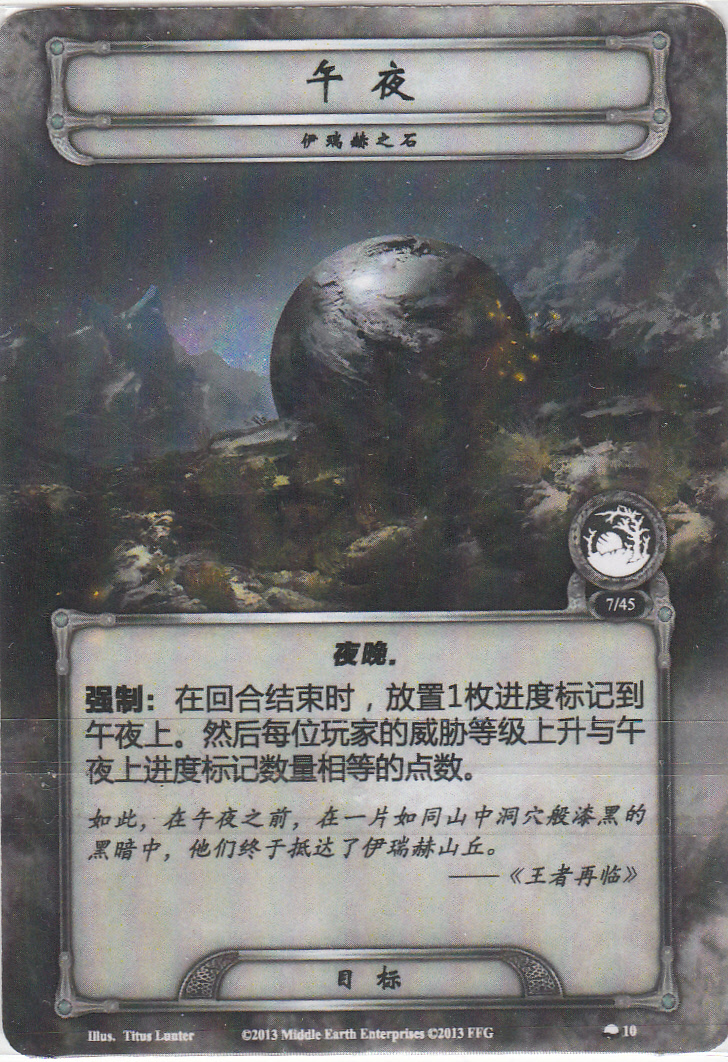 午夜
伊瑞赫之石
7/45
夜晚。
强制：在回合结束时，放置1枚进度标记到
午夜上。然后每位玩家的威胁等级上升与午
夜上进度标记数量相等的点数。
如此，在午夜之前，在一片如同山中洞穴般漆黑的
黑暗中，他们终于抵达了伊瑞赫山丘。
——《王者再临》
目标
Illus. Titus Lunter ©2013 Middle Earth Enterprises ©2013 FFG 10